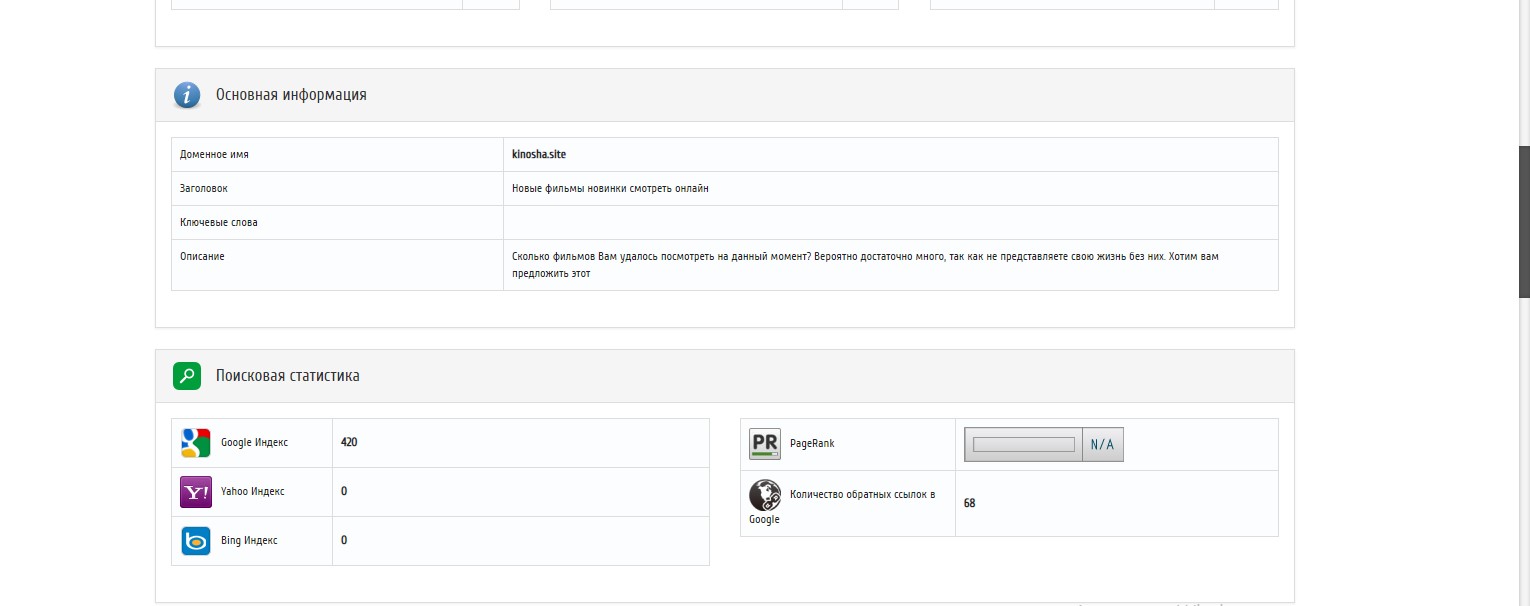 Основная информация
Доменное имя kinosha.site
Заголовок Новые фильмы новинки смотреть онлайн
Ключевые слова
Описание Сколько фильмов Вам удалось посмотреть на данный момент? Вероятно достаточно много, так как не представляете свою жизнь без них. Хотим вам
предложить этот
Поисковая статистика
Google Индекс 420
Yahoo Индекс 0
Bing Индекс 0
PR PageRank N/A
Количество обратных ссылок в
Google 68